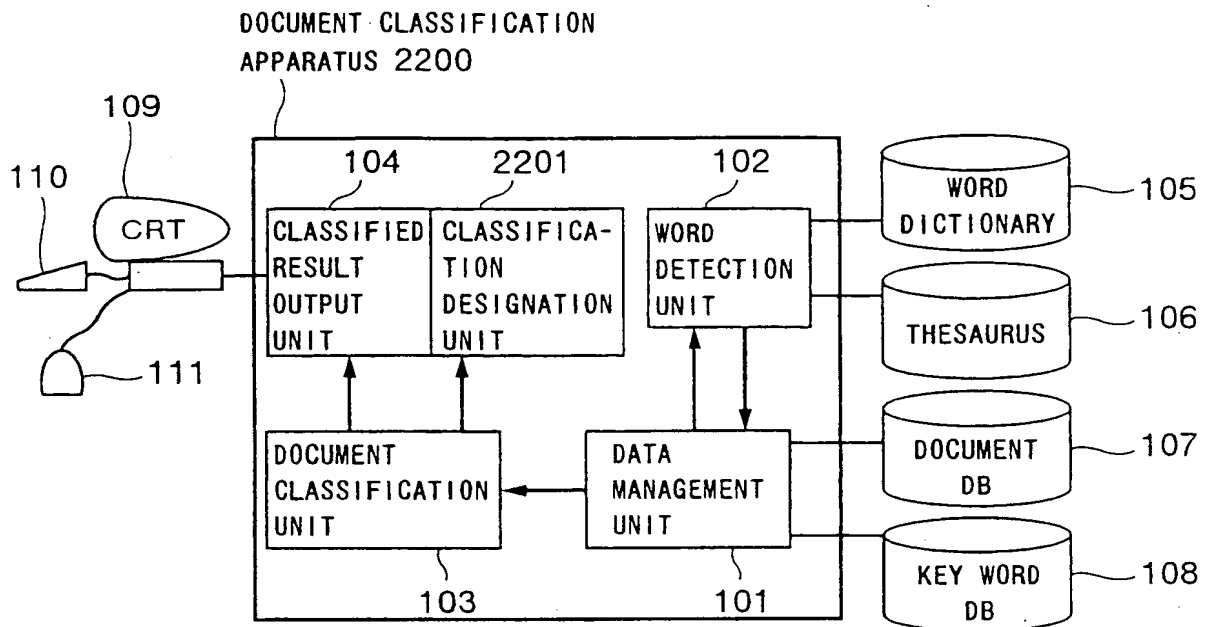 DOCUMENT CLASSIFICATION
APPARATUS 2200
109
110
CRT
111
104
2201
102
CLASSIFIED
RESULT
OUTPUT
UNIT
CLASSIFICA-
TION
DESIGNATION
UNIT
WORD
DETECTION
UNIT
WORD
DICTIONARY
105
THESAURUS
106
DOCUMENT
CLASSIFICATION
UNIT
103
DATA
MANAGEMENT
UNIT
101
DOCUMENT
DB
107
KEY WORD
DB
108